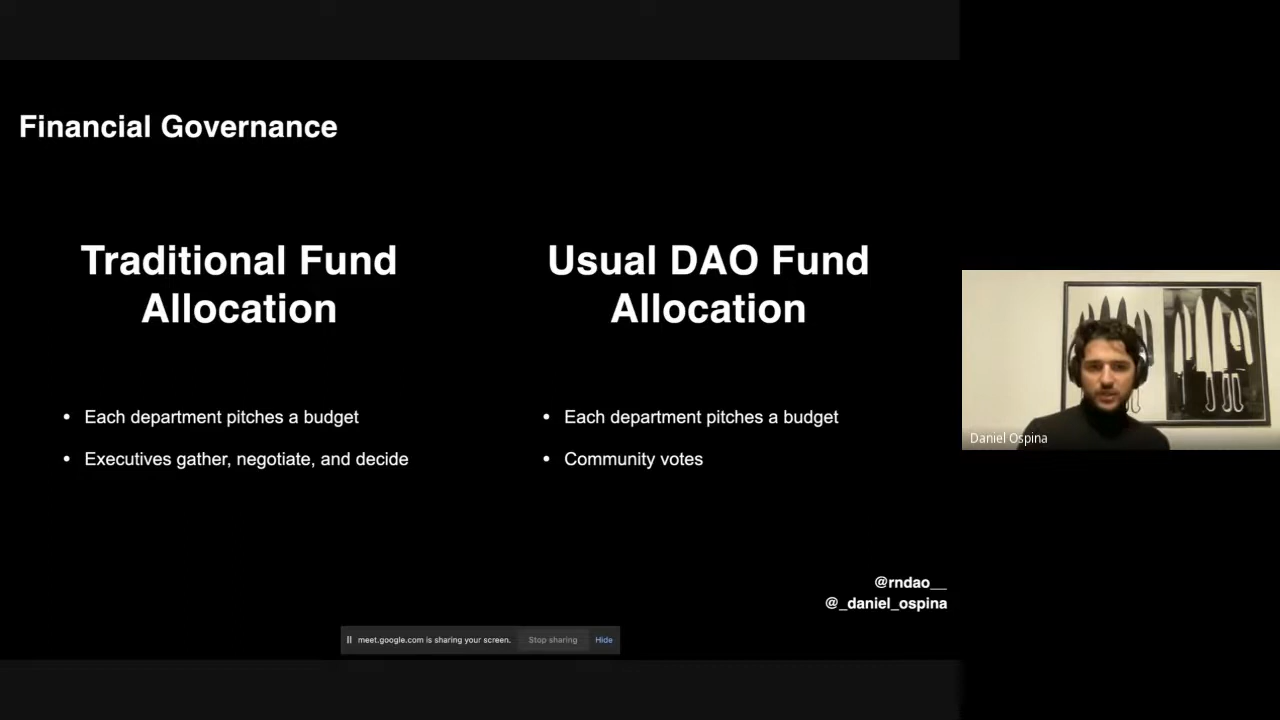 Financial Governance
Traditional Fund
Allocation
• Each department pitches a budget
• Executives gather, negotiate, and decide
Usual DAO Fund
Allocation
• Each department pitches a budget
• Community votes
@rndao__
@_daniel_ospina
meet.google.com is sharing your screen. Stop sharing Hide
Daniel Ospina